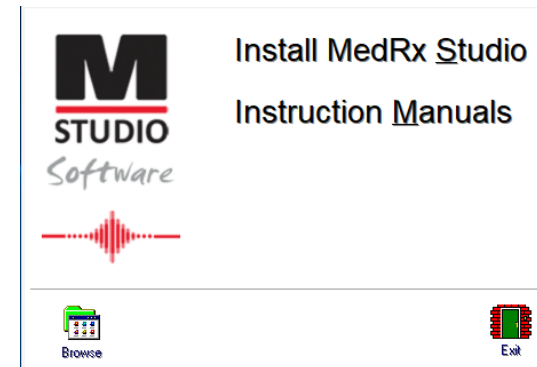 M
STUDIO
Software
Install MedRx Studio
Instruction Manuals
Browse
Exit